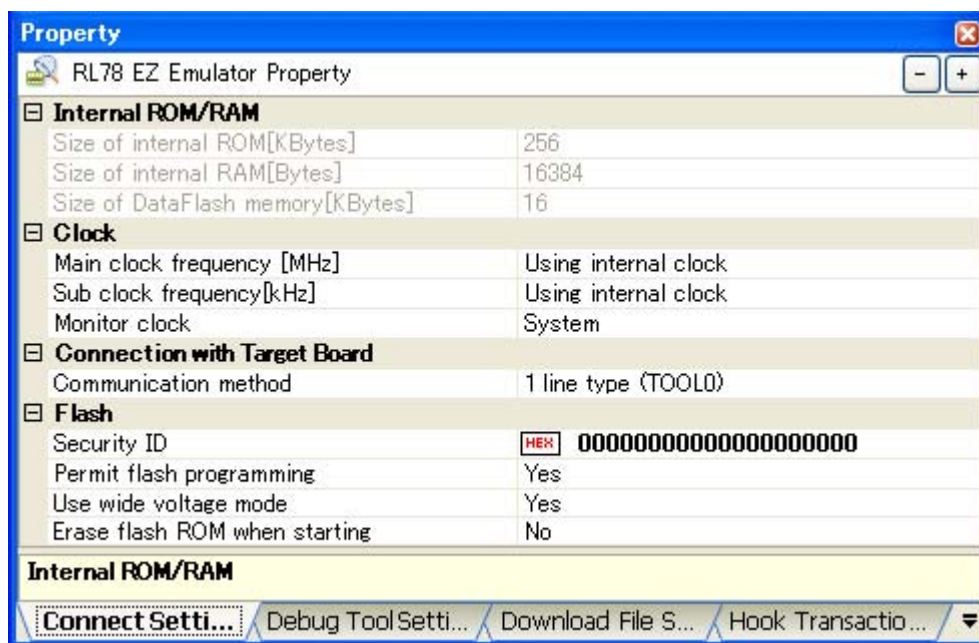 Property
RL78 EZ Emulator Property
Internal ROM/RAM
Size of internal ROM[KBytes] 256
Size of internal RAM[Bytes] 16384
Size of DataFlash memory[KBytes] 16
Clock
Main clock frequency [MHz] Using internal clock
Sub clock frequency[kHz] Using internal clock
Monitor clock System
Connection with Target Board
Communication method 1 line type (TOOL0)
Flash
Security ID HEX 00000000000000000000
Permit flash programming Yes
Use wide voltage mode Yes
Erase flash ROM when starting No
Internal ROM/RAM
Connect Setti... Debug Tool Setti... Download File S... Hook Transactio...